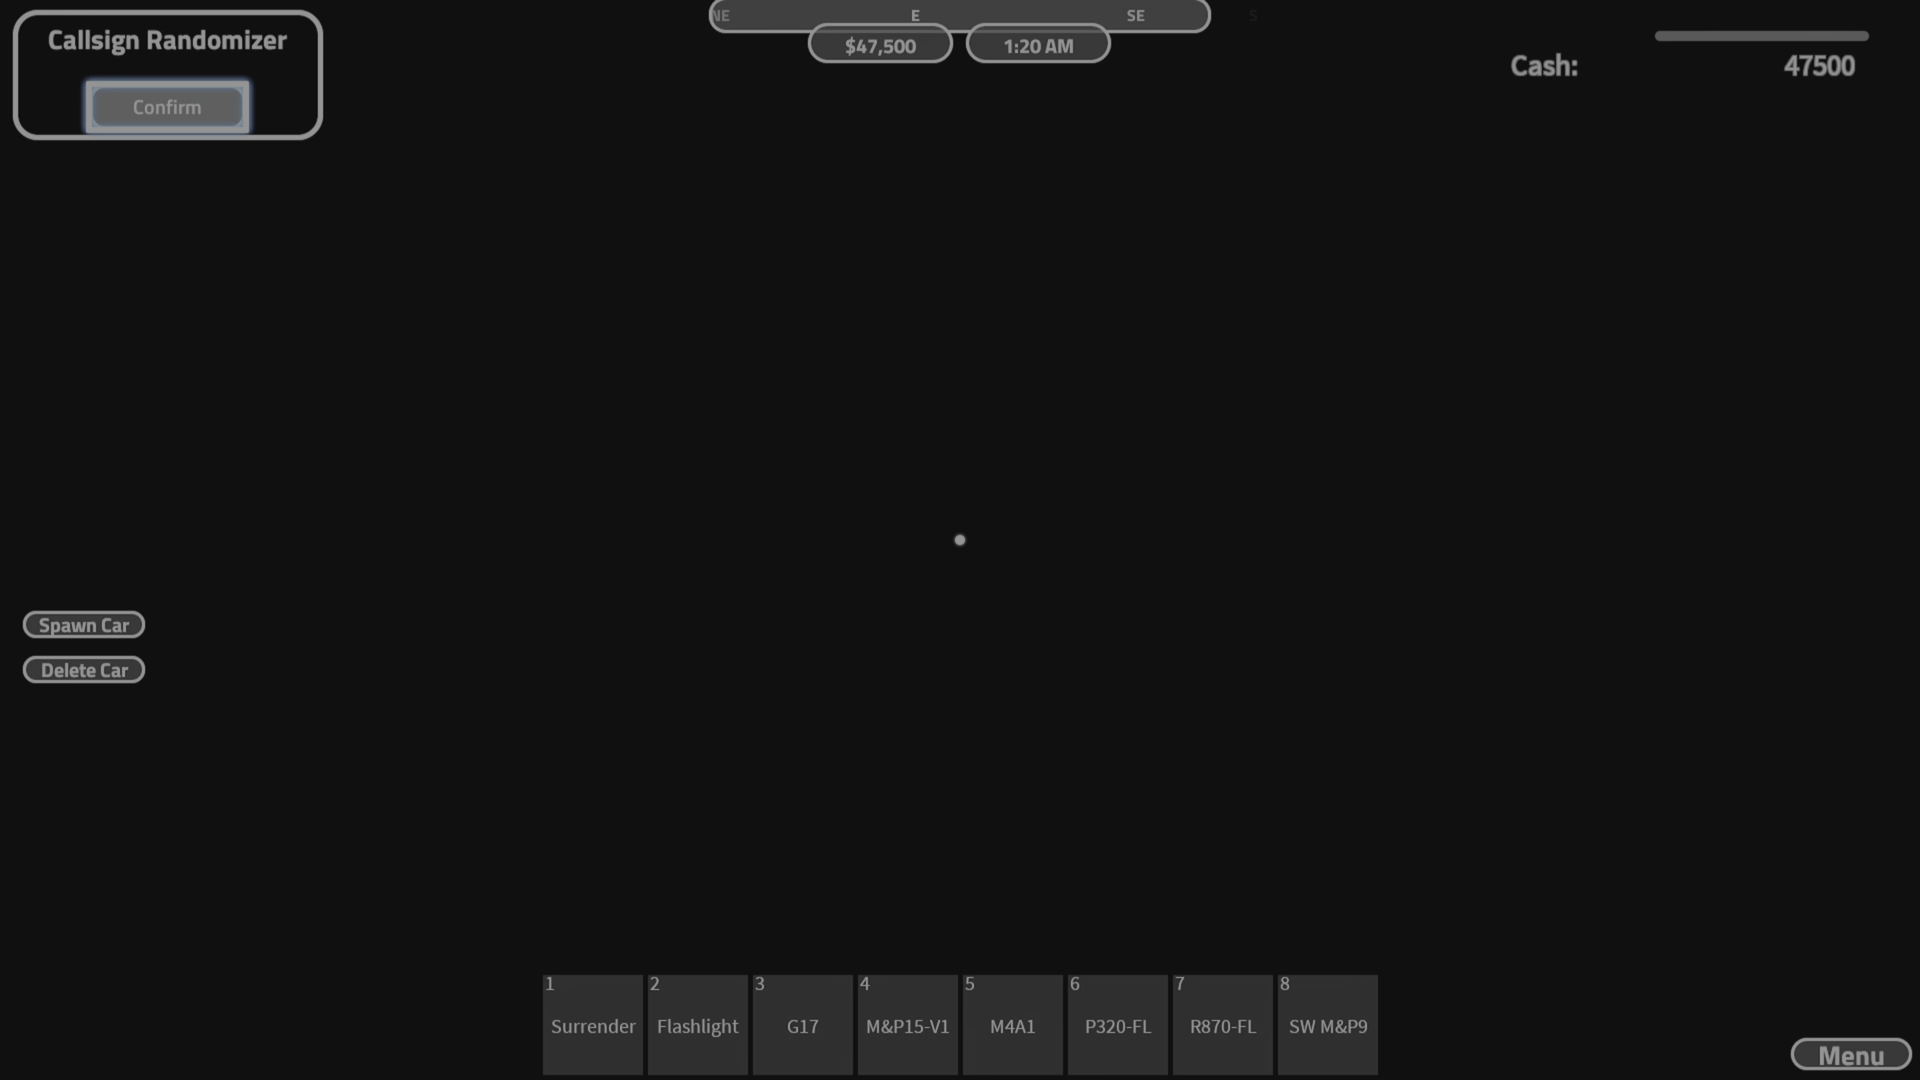 Callsign Randomizer
Confirm
NE E SE S
$47,500 1:20 AM
Cash: 47500
Spawn Car
Delete Car
1 2 3 4 5 6 7 8
Surrender Flashlight G17 M&P15-V1 M4A1 P320-FL R870-FL SW M&P9
Menu